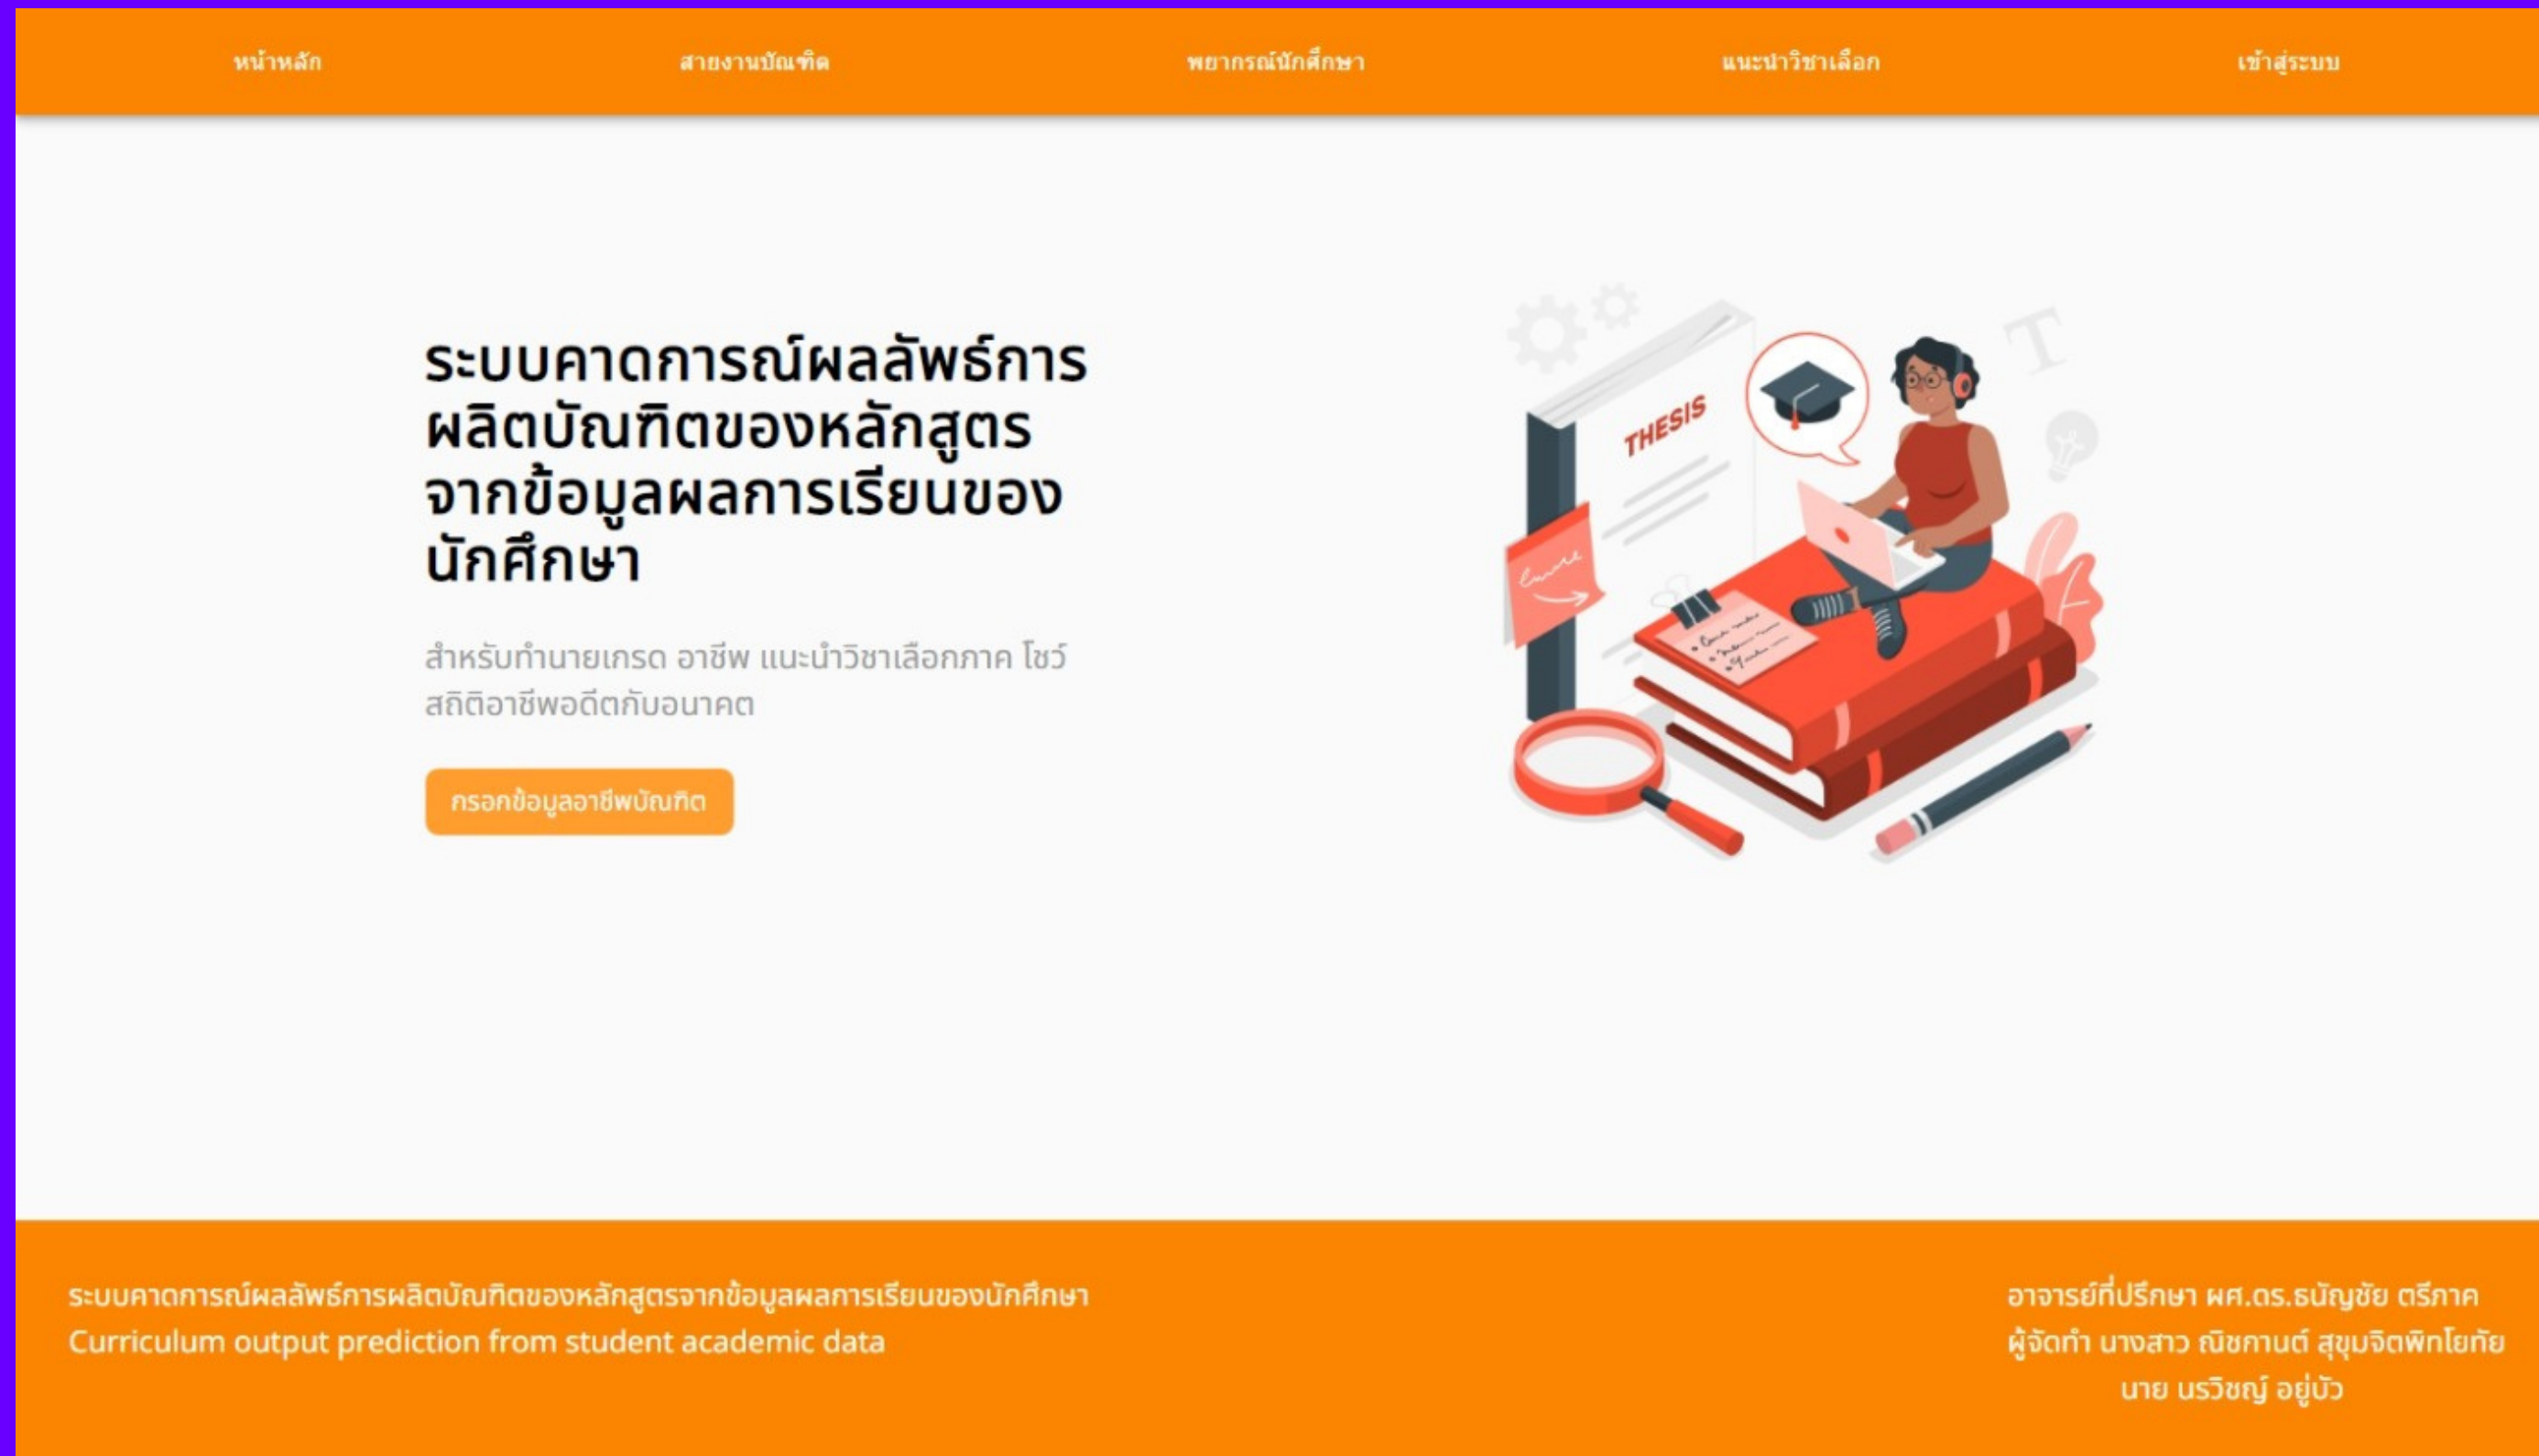 หน้าหลัก
สายงานบัณฑิต
พยากรณ์นักศึกษา
แนะนำวิชาเลือก
เข้าสู่ระบบ
ระบบคาดการณ์ผลลัพธ์การ
ผลิตบัณฑิตของหลักสูตร
จากข้อมูลผลการเรียนของ
นักศึกษา
สำหรับทำนายเกรด อาชีพ แนะนำวิชาเลือกภาค โชว์
สถิติอาชีพอดีตกับอนาคต
กรอกข้อมูลอาชีพบัณฑิต
THESIS
T
ระบบคาดการณ์ผลลัพธ์การผลิตบัณฑิตของหลักสูตรจากข้อมูลผลการเรียนของนักศึกษา
Curriculum output prediction from student academic data
อาจารย์ที่ปรึกษา ผศ.ดร.ธนัญชัย ตรีภาค
ผู้จัดทำ นางสาว ณิชกานต์ สุขุมจิตพิทโยทัย
นาย นรวิชญ์ อยู่บัว